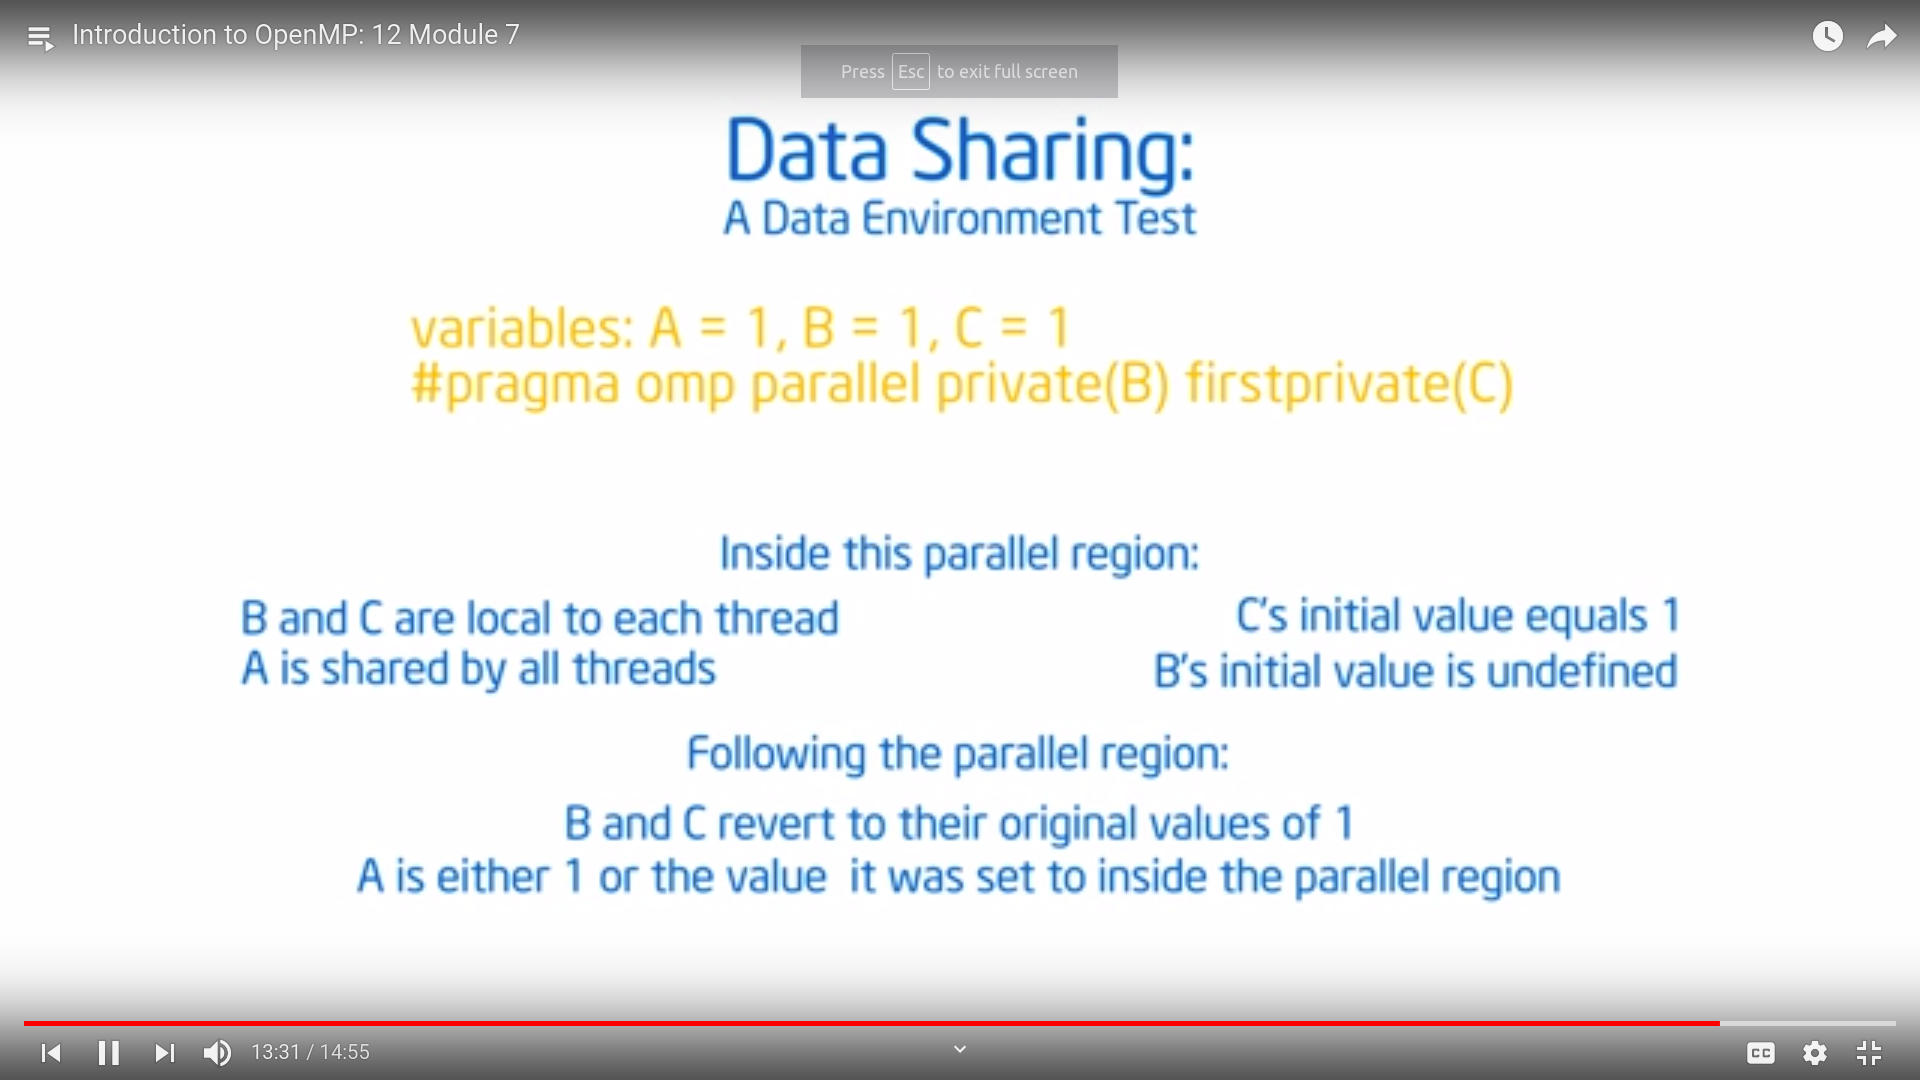 Introduction to OpenMP: 12 Module 7
Press Esc to exit full screen
Data Sharing:
A Data Environment Test
variables: A = 1, B = 1, C = 1
#pragma omp parallel private(B) firstprivate(C)
Inside this parallel region:
B and C are local to each thread
A is shared by all threads
C's initial value equals 1
B's initial value is undefined
Following the parallel region:
B and C revert to their original values of 1
A is either 1 or the value it was set to inside the parallel region
13:31 / 14:55
CC